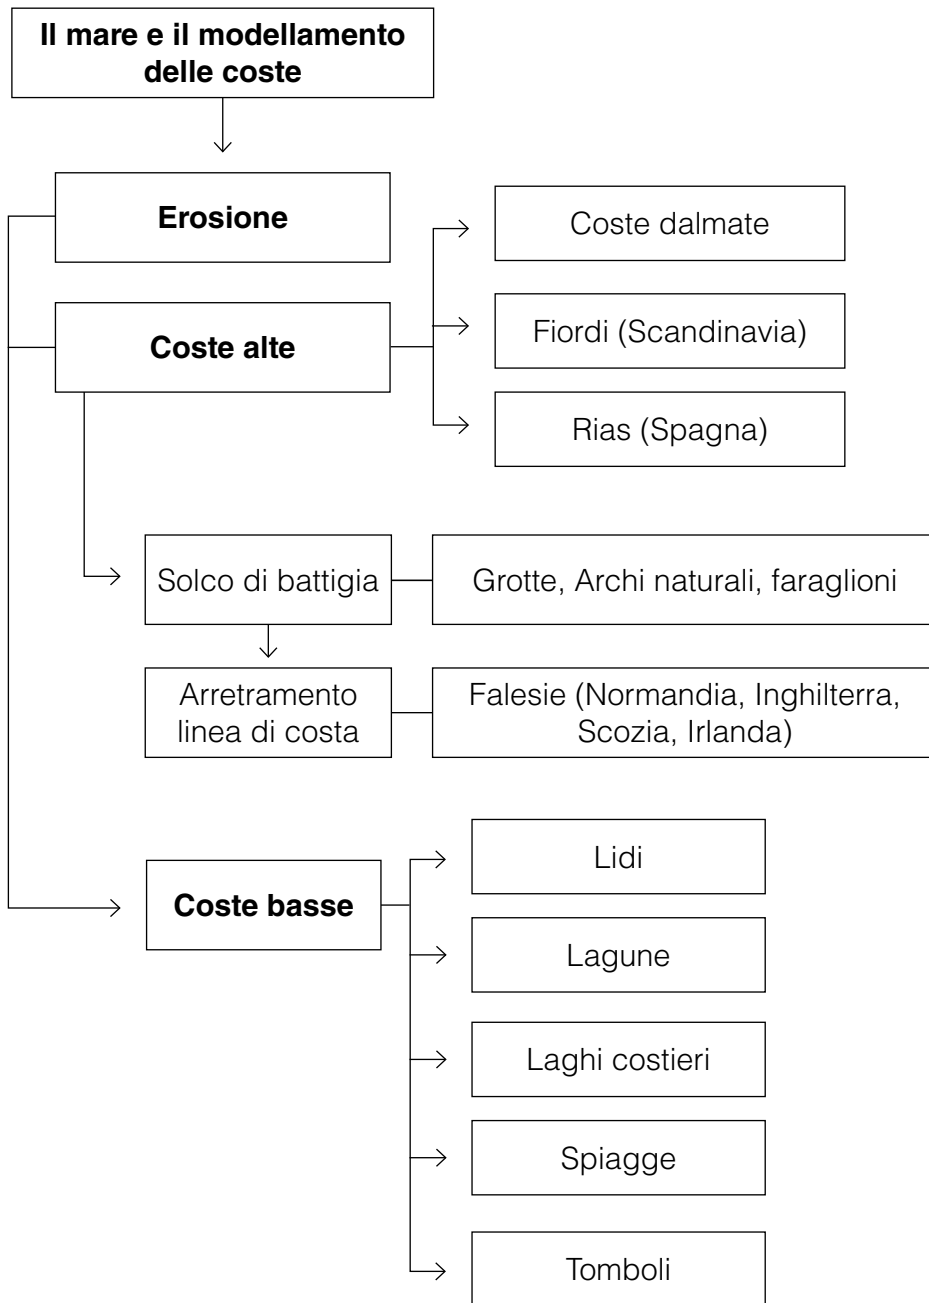 Il mare e il modellamento
delle coste
Erosione
Coste dalmate
Coste alte
Fiordi (Scandinavia)
Rias (Spagna)
Solco di battigia
Grotte, Archi naturali, faraglioni
Arretramento
linea di costa
Falesie (Normandia, Inghilterra,
Scozia, Irlanda)
Coste basse
Lidi
Lagune
Laghi costieri
Spiagge
Tomboli